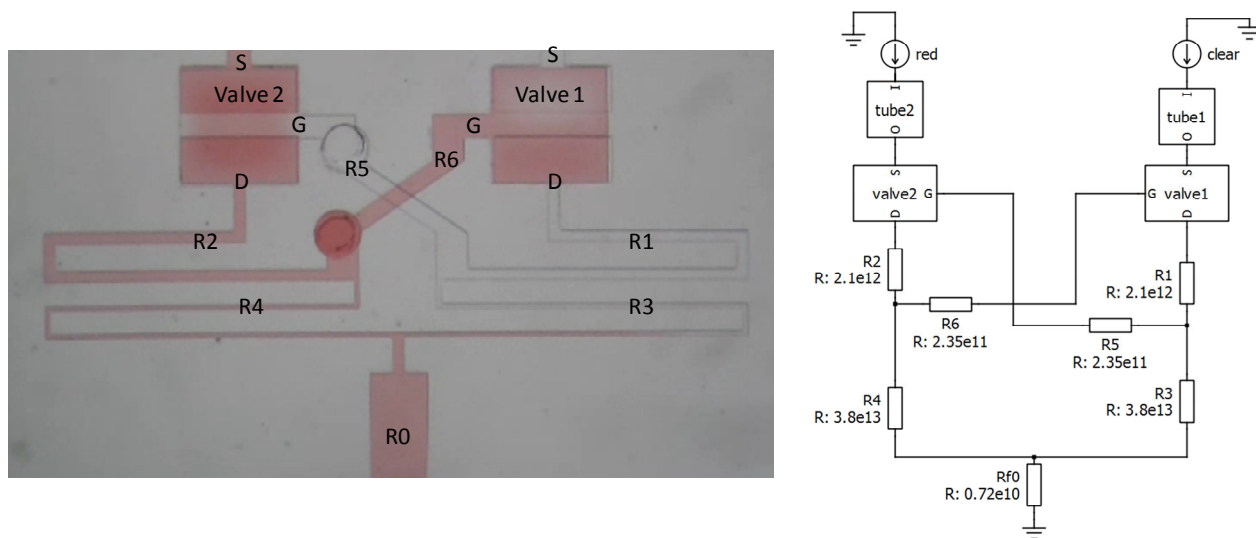 S
Valve 2
G
D
R5
R2
R4
S
Valve 1
G
R6
D
R1
R3
R0
red
clear
I
tube2
O
I
tube1
O
S
valve2
G
D
S
G
valve1
D
R2
R: 2.1e12
R1
R: 2.1e12
R6
R: 2.35e11
R5
R: 2.35e11
R4
R: 3.8e13
R3
R: 3.8e13
Rf0
R: 0.72e10